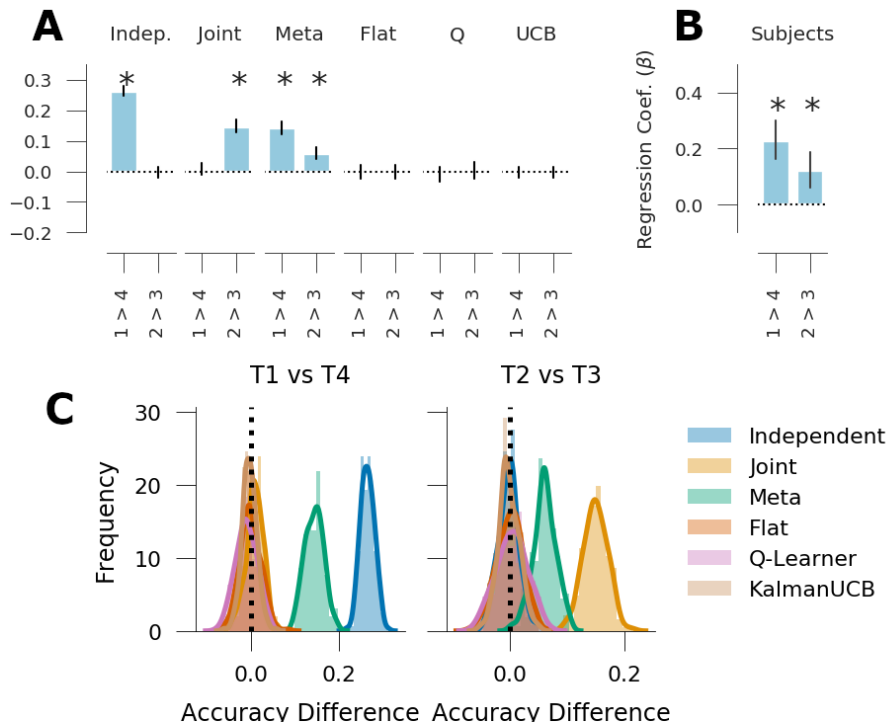 A
Indep. Joint Meta Flat Q UCB
* * * *
0.3
0.2
0.1
0.0
−0.1
−0.2
1 > 4
2 > 3
1 > 4
2 > 3
1 > 4
2 > 3
1 > 4
2 > 3
1 > 4
2 > 3
1 > 4
2 > 3
B
Subjects
Regression Coef. (β)
* *
0.4
0.2
0.0
1 > 4
2 > 3
C
T1 vs T4
T2 vs T3
Frequency
30
20
10
0
0.0 0.2
0.0 0.2
Accuracy Difference
Accuracy Difference
Independent
Joint
Meta
Flat
Q-Learner
KalmanUCB